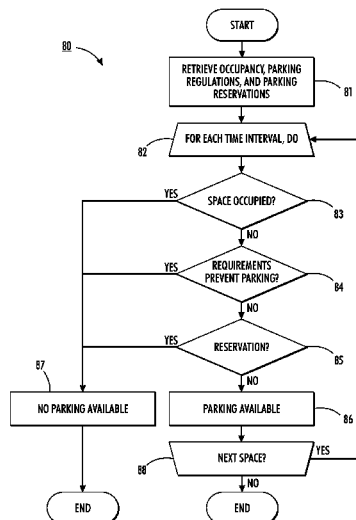 START
80
RETRIEVE OCCUPANCY, PARKING
REGULATIONS, AND PARKING
RESERVATIONS
81
FOR EACH TIME INTERVAL, DO
82
YES
SPACE OCCUPIED?
83
NO
YES
REQUIREMENTS
PREVENT PARKING?
84
NO
YES
RESERVATION?
85
NO
87
NO PARKING AVAILABLE
PARKING AVAILABLE
86
NEXT SPACE?
YES
88
NO
END
END